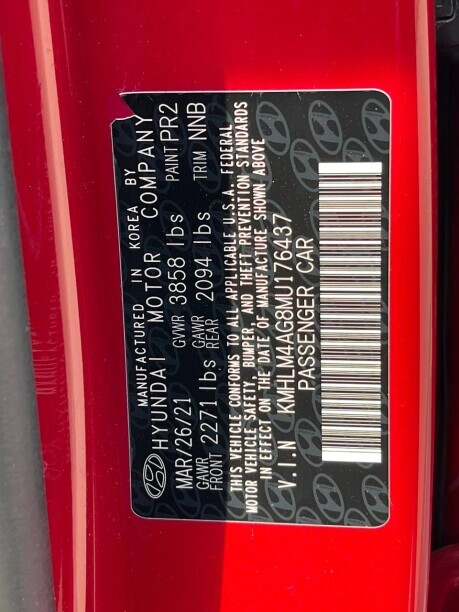 MANUFACTURED IN KOREA BY
HYUNDAI MOTOR COMPANY
MAR/26/21 GVWR 3858 lbs PAINT PR2
GAWR FRONT 2271 lbs GAWR REAR 2094 lbs TRIM NNB
THIS VEHICLE CONFORMS TO ALL APPLICABLE U.S.A. FEDERAL
MOTOR VEHICLE SAFETY, BUMPER, AND THEFT PREVENTION STANDARDS
IN EFFECT ON THE DATE OF MANUFACTURE SHOWN ABOVE
V.I.N KMHLM4AG8MU176437
PASSENGER CAR